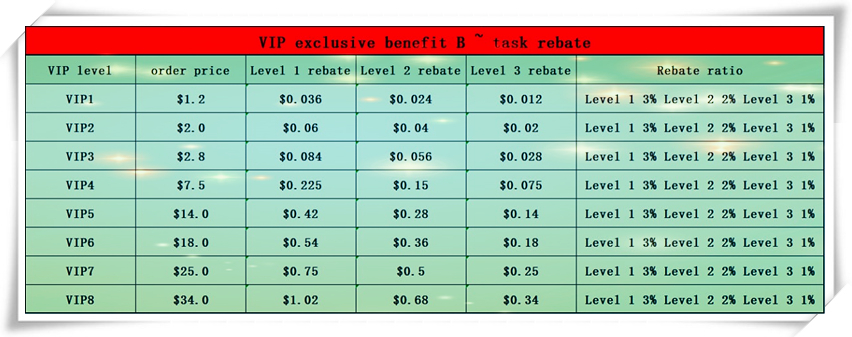 VIP exclusive benefit B ~ task rebate
VIP level order price Level 1 rebate Level 2 rebate Level 3 rebate Rebate ratio
VIP1 $1.2 $0.036 $0.024 $0.012 Level 1 3% Level 2 2% Level 3 1%
VIP2 $2.0 $0.06 $0.04 $0.02 Level 1 3% Level 2 2% Level 3 1%
VIP3 $2.8 $0.084 $0.056 $0.028 Level 1 3% Level 2 2% Level 3 1%
VIP4 $7.5 $0.225 $0.15 $0.075 Level 1 3% Level 2 2% Level 3 1%
VIP5 $14.0 $0.42 $0.28 $0.14 Level 1 3% Level 2 2% Level 3 1%
VIP6 $18.0 $0.54 $0.36 $0.18 Level 1 3% Level 2 2% Level 3 1%
VIP7 $25.0 $0.75 $0.5 $0.25 Level 1 3% Level 2 2% Level 3 1%
VIP8 $34.0 $1.02 $0.68 $0.34 Level 1 3% Level 2 2% Level 3 1%